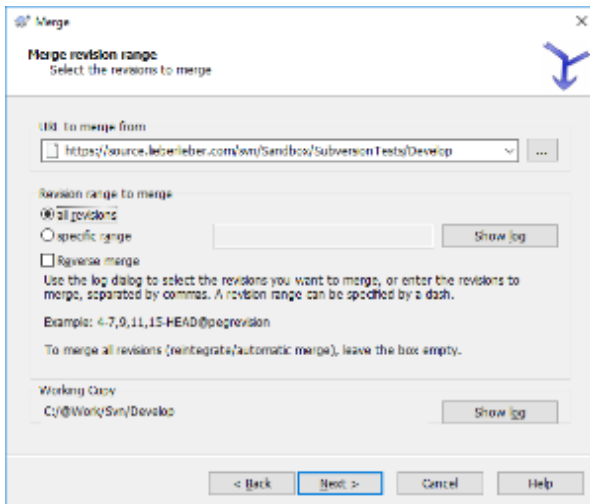 Merge
Merge revision range
Select the revisions to merge
URL to merge from
https://source.lieberlieber.com/svn/Sandbox/SubversionTests/Develop
...
Revision range to merge
all revisions
specific range
Show log
Reverse merge
Use the log dialog to select the revisions you want to merge, or enter the revisions to
merge, separated by commas. A revision range can be specified by a dash.
Example: 4-7,9,11,15-HEAD@pegrevision
To merge all revisions (reintegrate/automatic merge), leave the box empty.
Working Copy
C:/@Work/Svn/Develop
Show log
< Back Next > Cancel Help